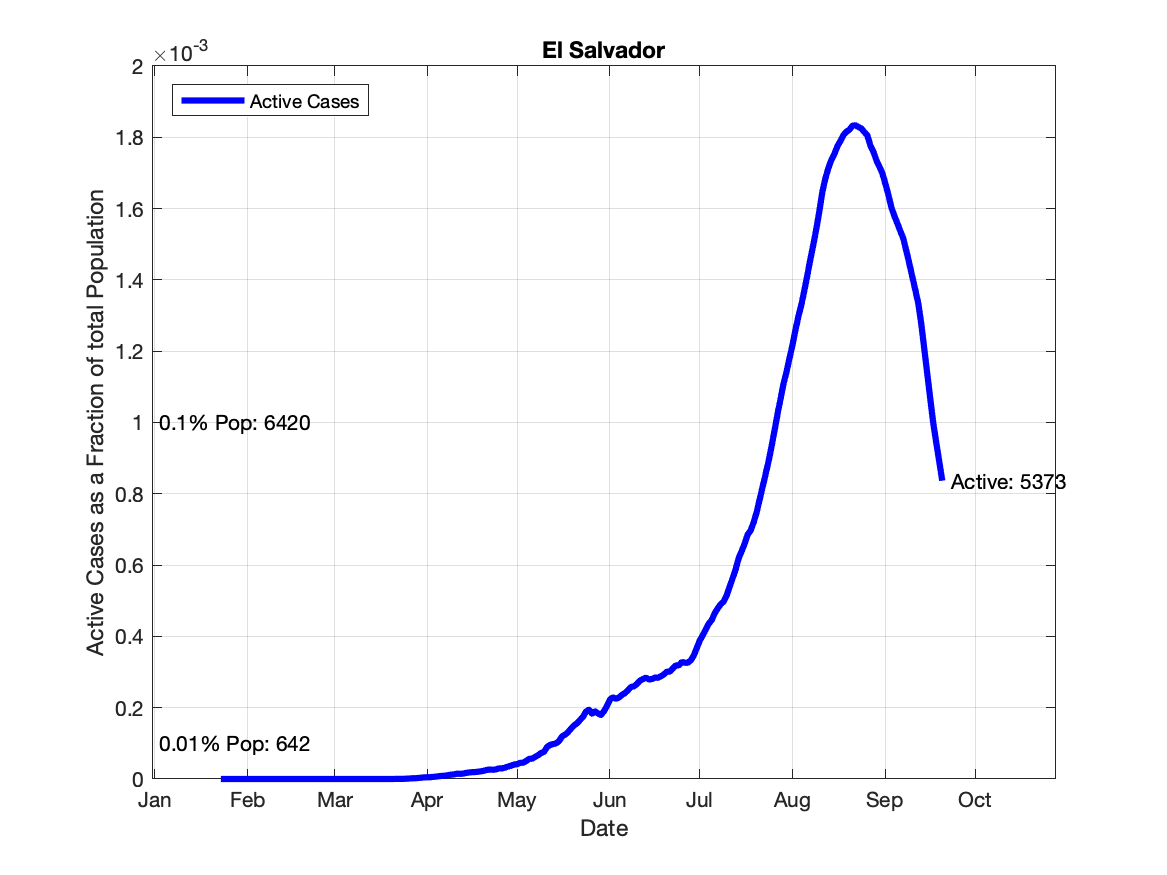 El Salvador
×10-3
2
Active Cases
1.8
1.6
1.4
1.2
1
0.1% Pop: 6420
0.8
Active: 5373
0.6
0.4
0.2
0.01% Pop: 642
0
Jan Feb Mar Apr May Jun Jul Aug Sep Oct
Date
Active Cases as a Fraction of total Population